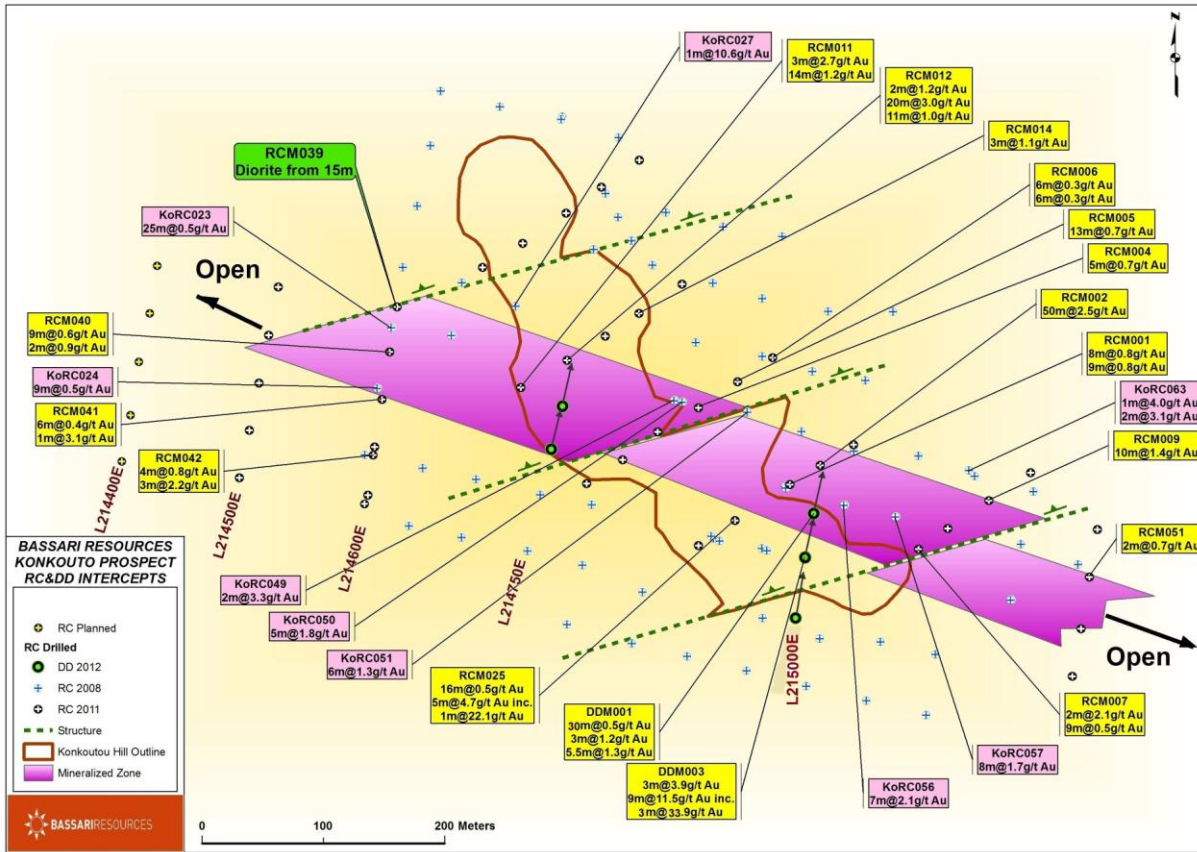 KoRC027
1m@10.6g/t Au
RCM011
3m@2.7g/t Au
14m@1.2g/t Au
RCM012
2m@1.2g/t Au
20m@3.0g/t Au
11m@1.0g/t Au
Z
RCM014
3m@1.1g/t Au
RCM039
Diorite from 15m
RCM006
6m@0.3g/t Au
6m@0.3g/t Au
KoRC023
25m@0.5g/t Au
RCM005
13m@0.7g/t Au
RCM004
5m@0.7g/t Au
Open
RCM002
50m@2.5g/t Au
RCM040
9m@0.6g/t Au
2m@0.9g/t Au
RCM001
8m@0.8g/t Au
9m@0.8g/t Au
KoRC024
9m@0.5g/t Au
KoRC063
1m@4.0g/t Au
2m@3.1g/t Au
RCM041
6m@0.4g/t Au
1m@3.1g/t Au
RCM009
10m@1.4g/t Au
RCM042
4m@0.8g/t Au
3m@2.2g/t Au
L214400E
L214500E
L214600E
L214750E
L215000E
RCM051
2m@0.7g/t Au
KoRC049
2m@3.3g/t Au
KoRC050
5m@1.8g/t Au
KoRC051
6m@1.3g/t Au
Open
RCM025
16m@0.5g/t Au
5m@4.7g/t Au inc.
1m@22.1g/t Au
RCM007
2m@2.1g/t Au
9m@0.5g/t Au
DDM001
30m@0.5g/t Au
3m@1.2g/t Au
5.5m@1.3g/t Au
KoRC057
8m@1.7g/t Au
DDM003
3m@3.9g/t Au
9m@11.5g/t Au inc.
3m@33.9g/t Au
KoRC056
7m@2.1g/t Au
BASSARI RESOURCES
KONKOUTO PROSPECT
RC&DD INTERCEPTS
RC Planned
RC Drilled
DD 2012
RC 2008
RC 2011
Structure
Konkoutou Hill Outline
Mineralized Zone
BASSARIRESOURCES
0 100 200 Meters